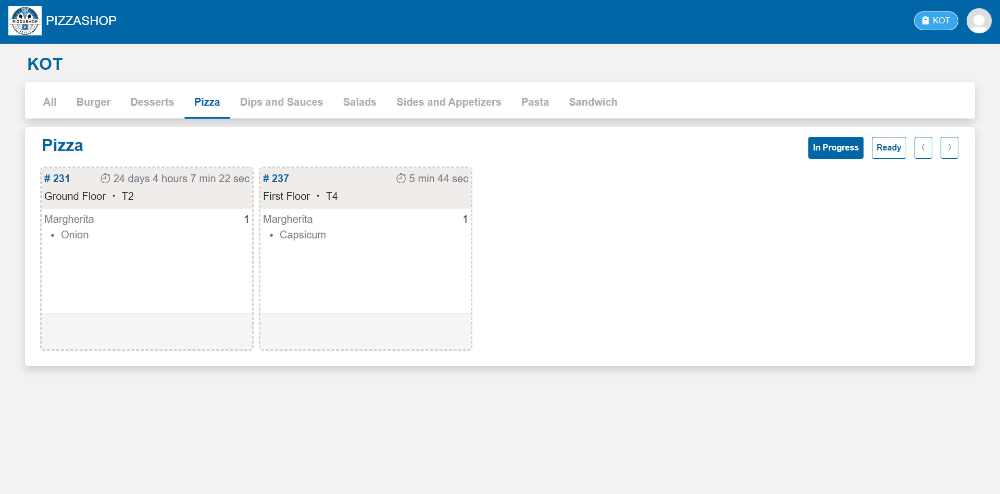 PIZZASHOP
PIZZASHOP
KOT
KOT
All Burger Desserts Pizza Dips and Sauces Salads Sides and Appetizers Pasta Sandwich
Pizza
In Progress Ready
# 231 24 days 4 hours 7 min 22 sec
Ground Floor • T2
Margherita 1
• Onion
# 237 5 min 44 sec
First Floor • T4
Margherita 1
• Capsicum